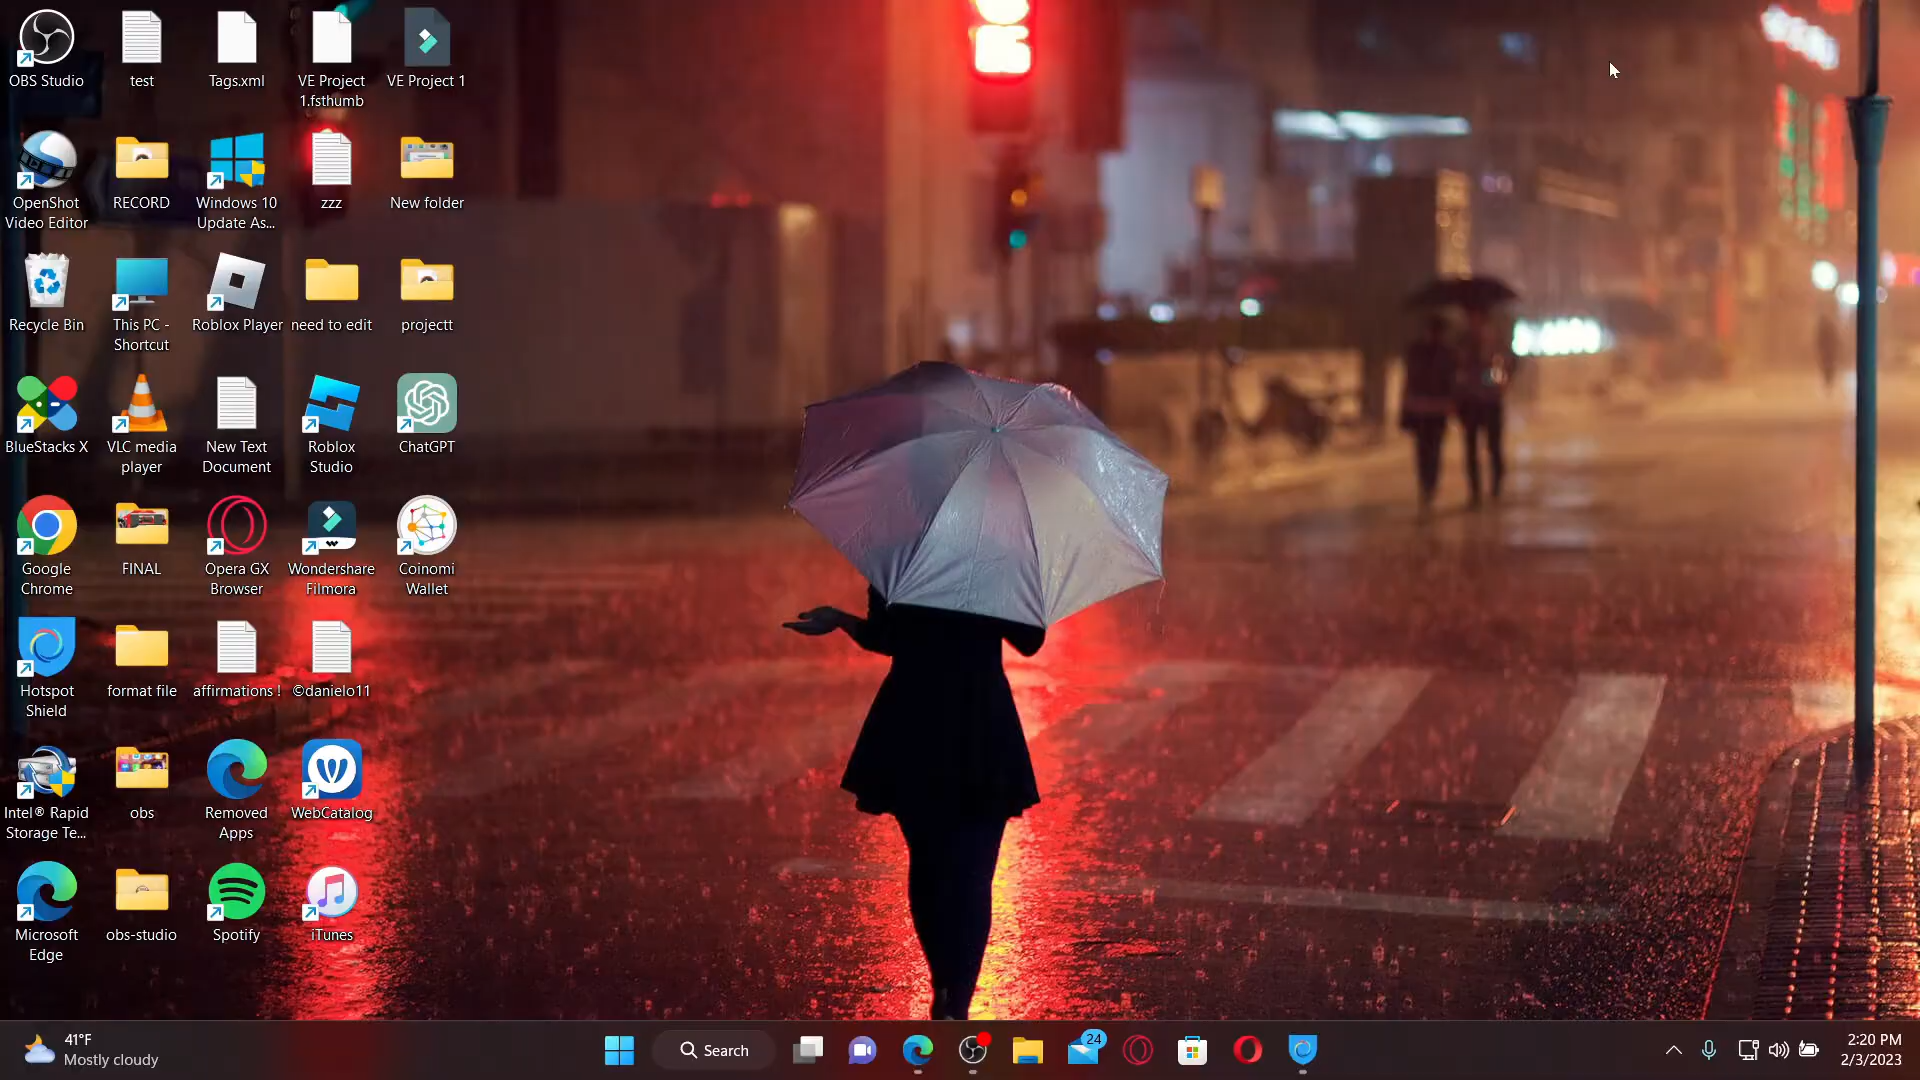 OBS Studio
test
Tags.xml
VE Project
1.fsthumb
VE Project 1
OpenShot
Video Editor
RECORD
Windows 10
Update As...
zzz
New folder
Recycle Bin
This PC -
Shortcut
Roblox Player
need to edit
projectt
BlueStacks X
VLC media
player
New Text
Document
Roblox
Studio
ChatGPT
Google
Chrome
FINAL
Opera GX
Browser
Wondershare
Filmora
Coinomi
Wallet
Hotspot
Shield
format file
affirmations !
©danielo11
Intel® Rapid
Storage Te...
obs
Removed
Apps
WebCatalog
Microsoft
Edge
obs-studio
Spotify
iTunes
41°F
Mostly cloudy
Search
24
2:20 PM
2/3/2023